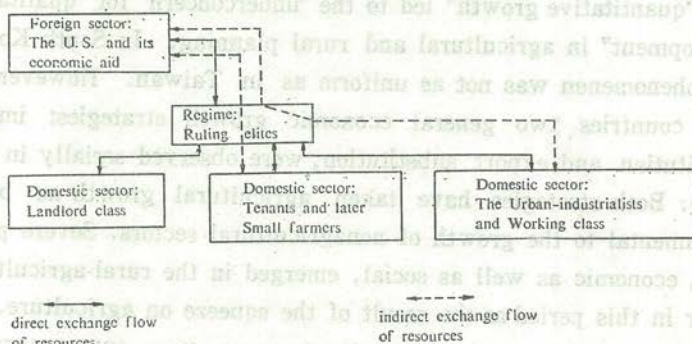 Foreign sector:
The U.S. and its
economic aid
Regime:
Ruling elites
Domestic sector:
Landlord class
Domestic sector:
Tenants and later
Small farmers
Domestic sector:
The Urban-industrialists
and Working class
direct exchange flow
of resources
indirect exchange flow
of resources